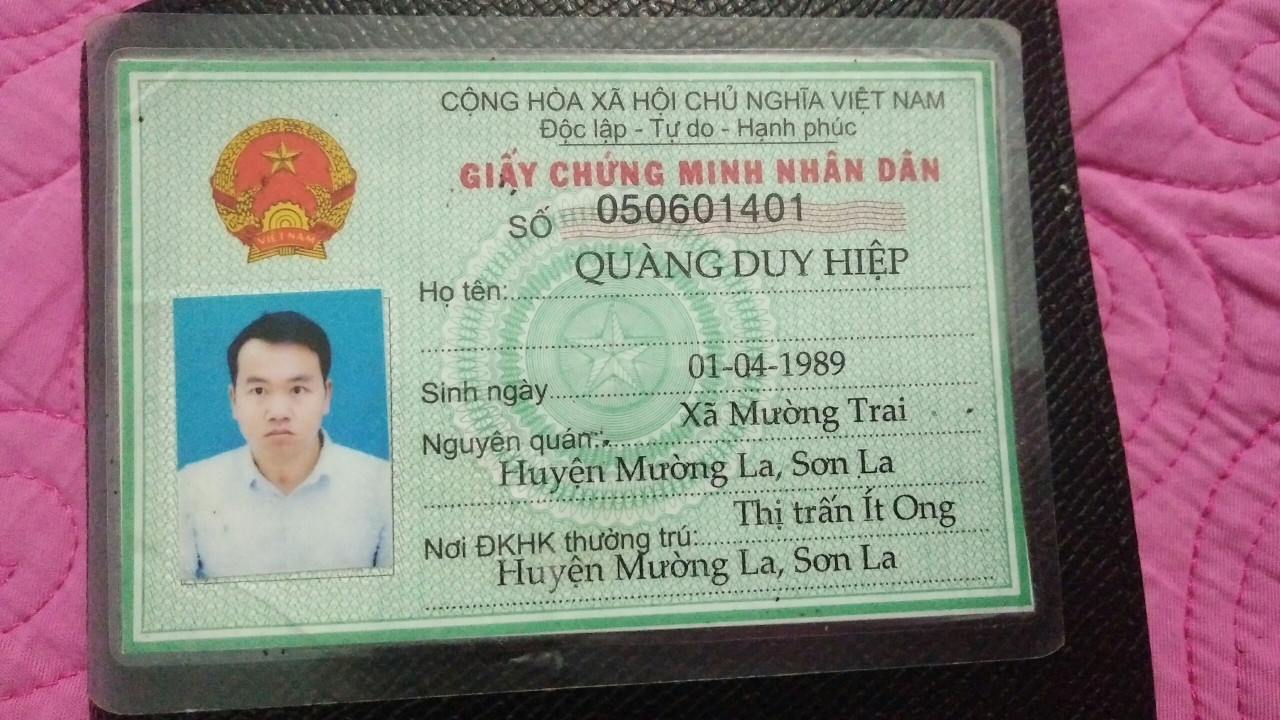 CỘNG HÒA XÃ HỘI CHỦ NGHĨA VIỆT NAM
Độc lập - Tự do - Hạnh phúc
GIẤY CHỨNG MINH NHÂN DÂN
SỐ 050601401
VIỆT NAM
QUÀNG DUY HIỆP
Họ tên:
01-04-1989
Sinh ngày
Xã Mường Trai
Nguyên quán:
Huyện Mường La, Sơn La
Thị trấn Ít Ong
Nơi ĐKHK thường trú:
Huyện Mường La, Sơn La